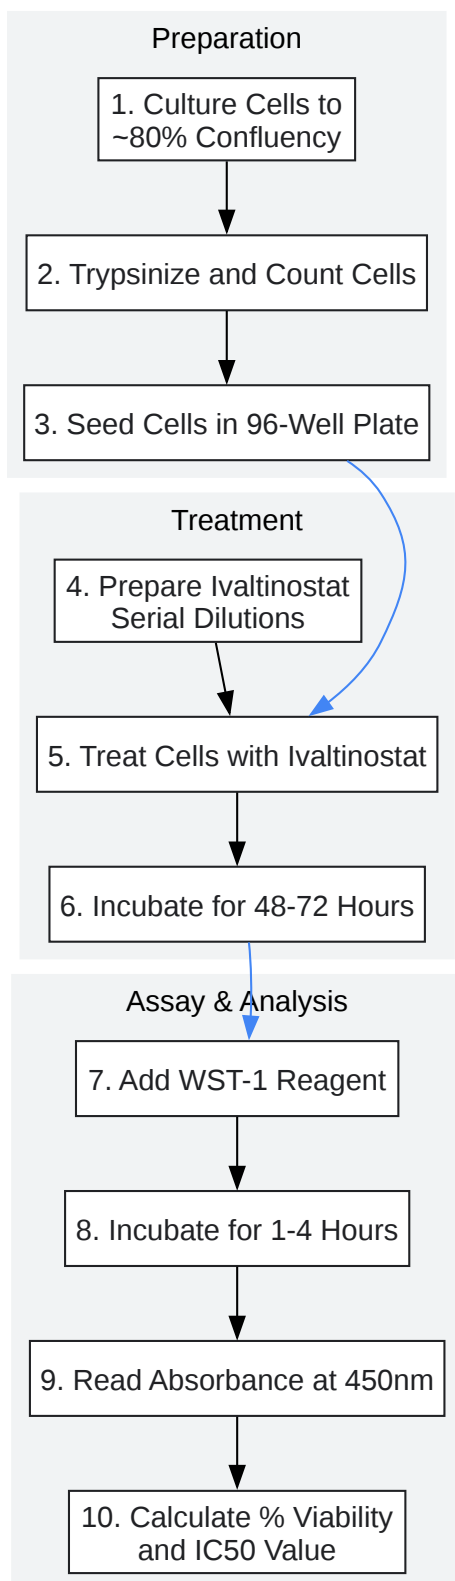 Preparation
1. Culture Cells to
~80% Confluency
2. Trypsinize and Count Cells
3. Seed Cells in 96-Well Plate
Treatment
4. Prepare Ivaltinostat
Serial Dilutions
5. Treat Cells with Ivaltinostat
6. Incubate for 48-72 Hours
Assay & Analysis
7. Add WST-1 Reagent
8. Incubate for 1-4 Hours
9. Read Absorbance at 450nm
10. Calculate % Viability
and IC50 Value